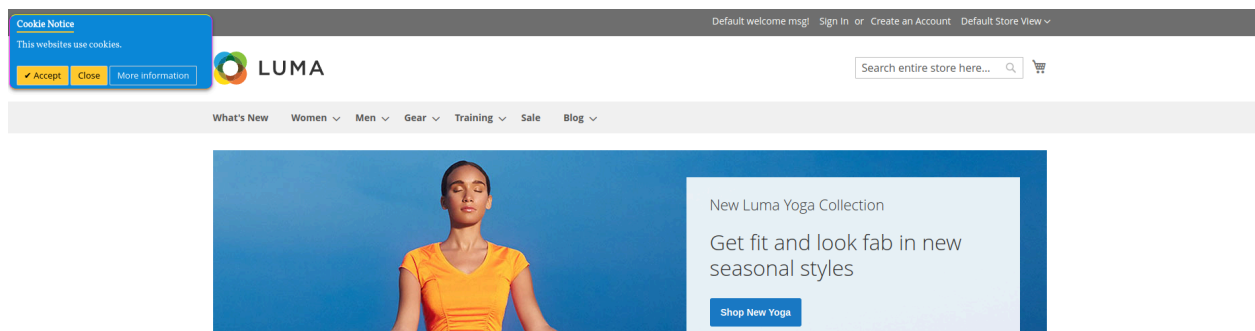 Cookie Notice
This websites use cookies.
✔ Accept Close More information
Default welcome msg! Sign In or Create an Account Default Store View
LUMA
Search entire store here...
What's New Women Men Gear Training Sale Blog
New Luma Yoga Collection
Get fit and look fab in new
seasonal styles
Shop New Yoga